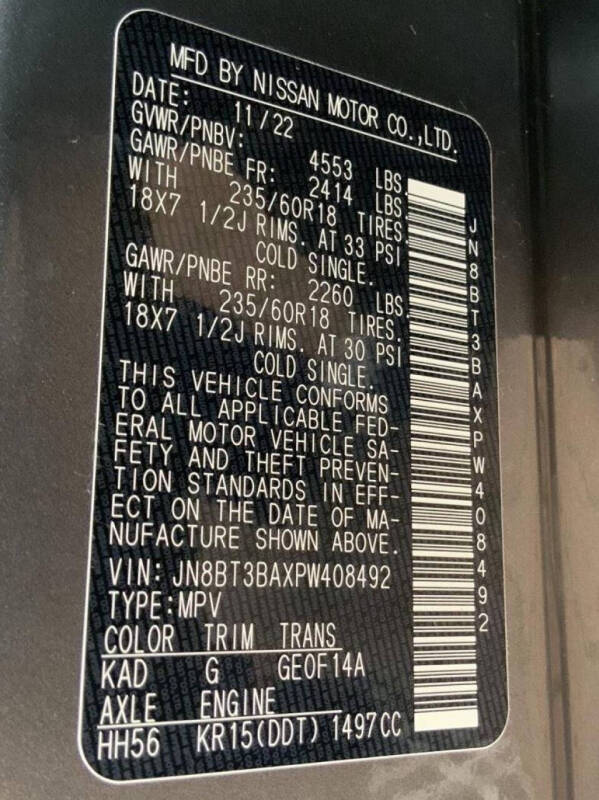 MFD BY NISSAN MOTOR CO.,LTD.
DATE: 11/22
GVWR/PNBV: 4553 LBS.
GAWR/PNBE FR: 2414 LBS.
WITH 235/60R18 TIRES.
18X7 1/2J RIMS. AT 33 PSI
COLD SINGLE.
GAWR/PNBE RR: 2260 LBS.
WITH 235/60R18 TIRES.
18X7 1/2J RIMS. AT 30 PSI
COLD SINGLE.
THIS VEHICLE CONFORMS
TO ALL APPLICABLE FED-
ERAL MOTOR VEHICLE SA-
FETY AND THEFT PREVEN-
TION STANDARDS IN EFF-
ECT ON THE DATE OF MA-
NUFACTURE SHOWN ABOVE.
VIN: JN8BT3BAXPW408492
TYPE:MPV
COLOR TRIM TRANS
KAD G GE0F14A
AXLE ENGINE
HH56 KR15(DDT) 1497CC
JN8BT3BAXPW408492